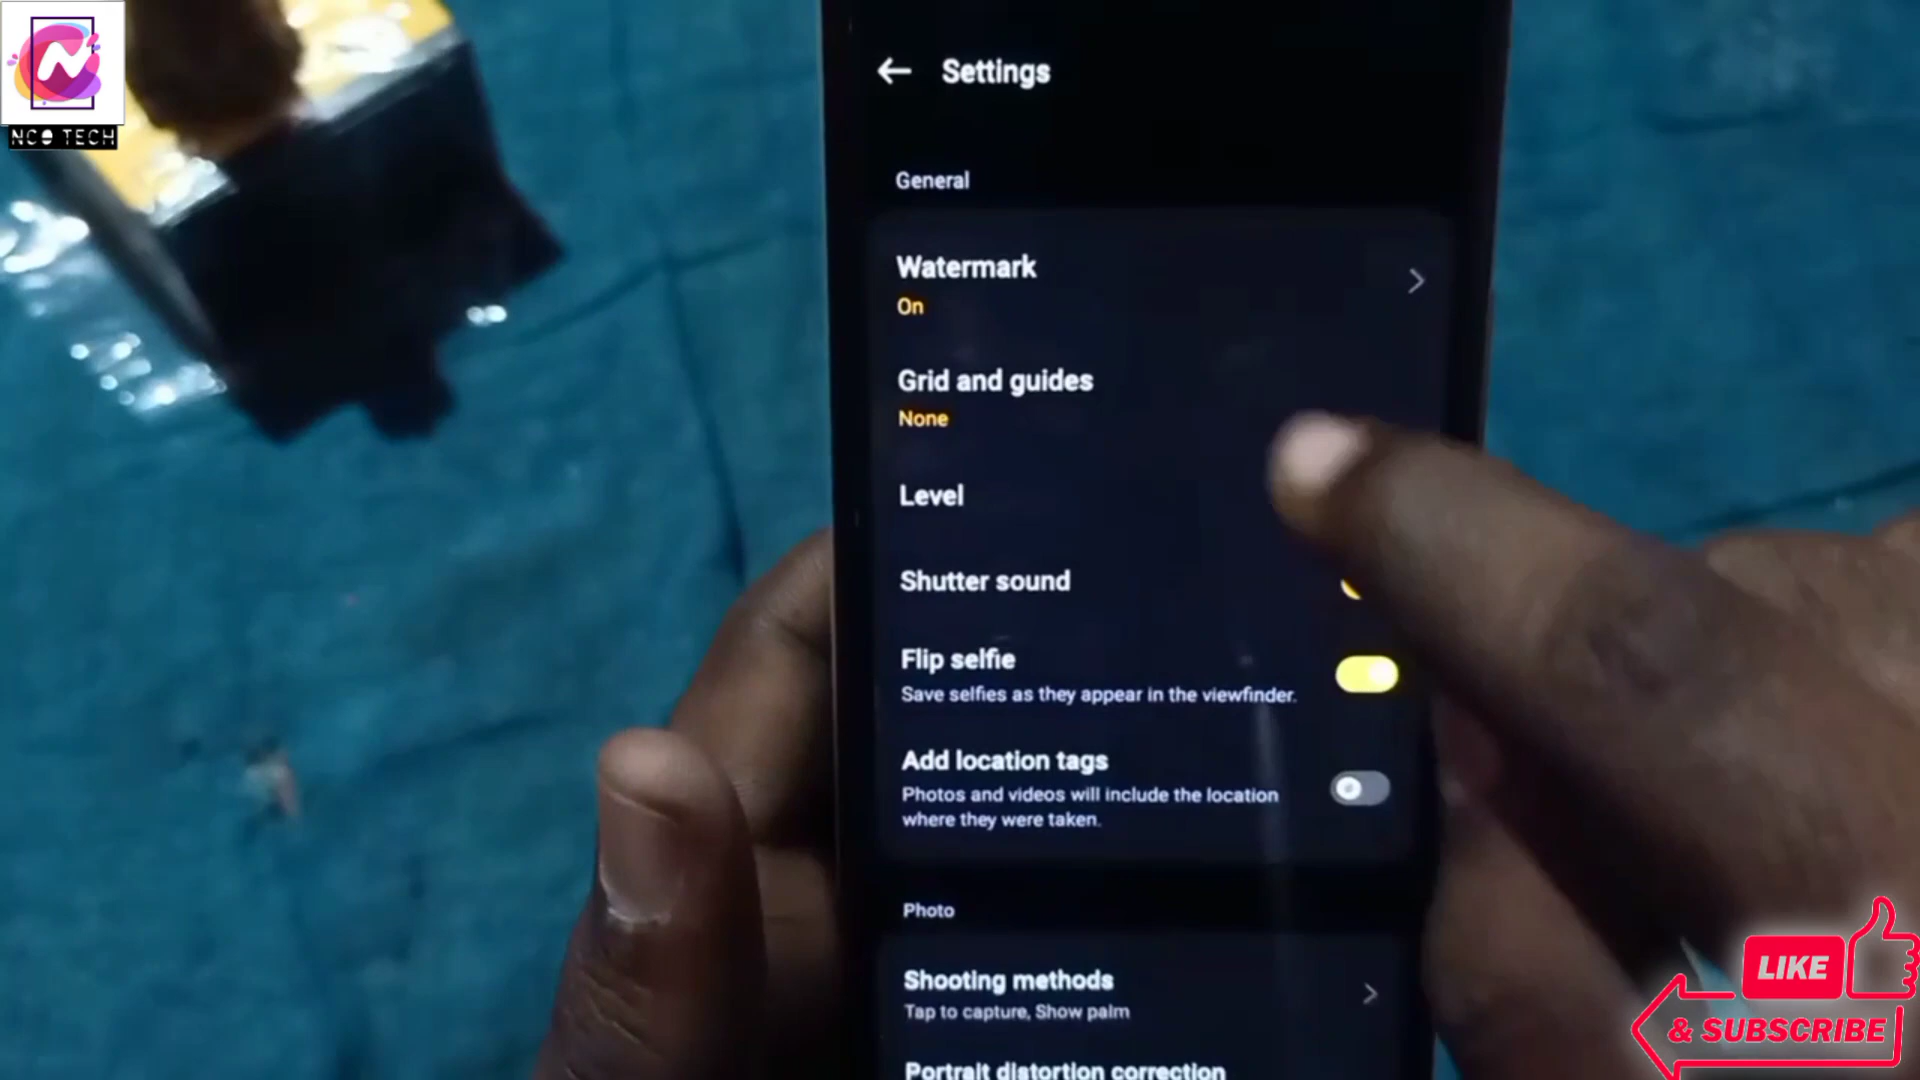 N
NCO TECH
Settings
General
Watermark
On
Grid and guides
None
Level
Shutter sound
Flip selfie
Save selfies as they appear in the viewfinder.
Add location tags
Photos and videos will include the location
where they were taken.
Photo
Shooting methods
Tap to capture, Show palm
Portrait distortion correction
LIKE
& SUBSCRIBE